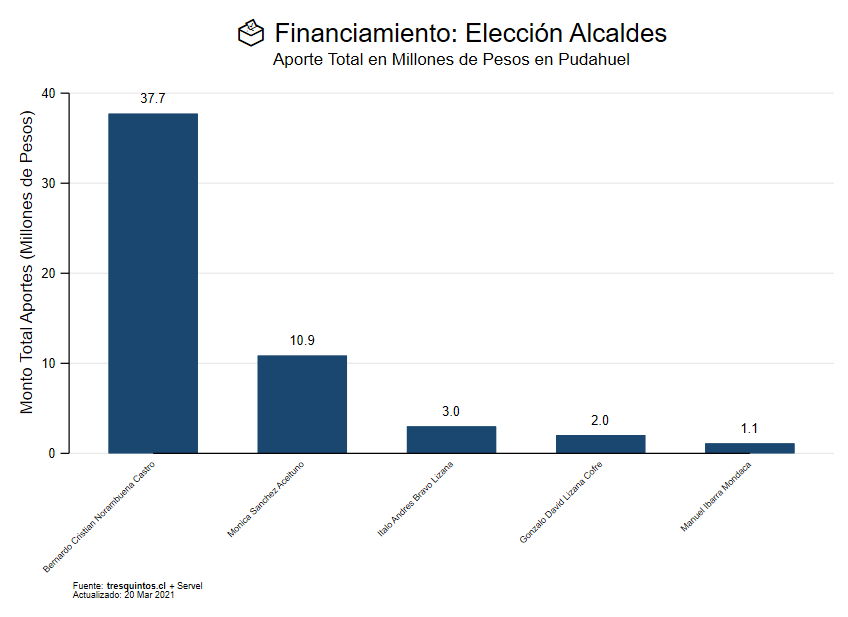 Financiamiento: Elección Alcaldes
Aporte Total en Millones de Pesos en Pudahuel
Monto Total Aportes (Millones de Pesos)
40
30
20
10
0
37.7
10.9
3.0
2.0
1.1
Bernardo Cristian Norambuena Castro
Monica Sanchez Aceituno
Italo Andres Bravo Lizana
Gonzalo David Lizana Cofre
Manuel Ibarra Mondaca
Fuente: tresquintos.cl + Servel
Actualizado: 20 Mar 2021